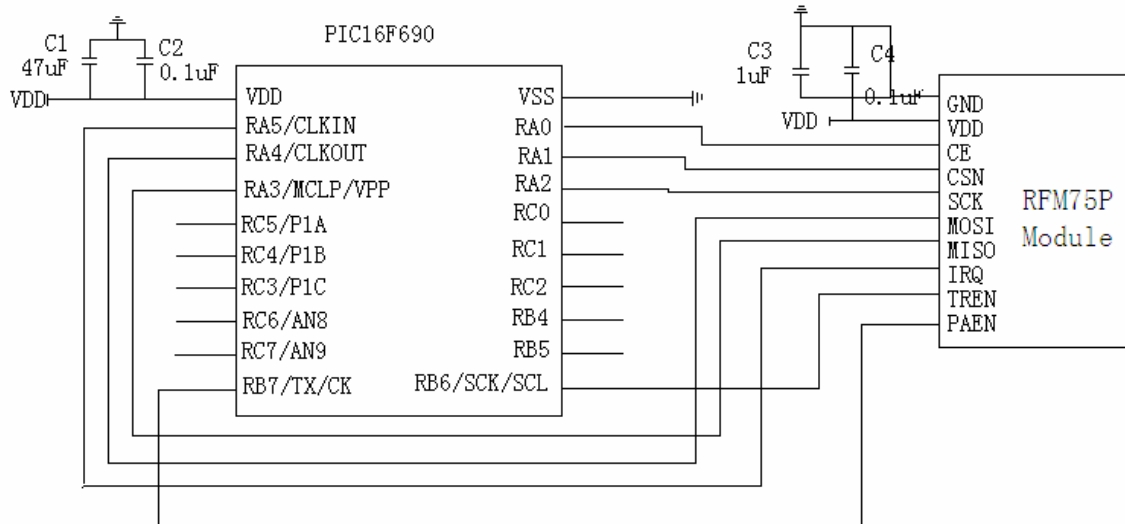 PIC16F690
C1
47uF
C2
0.1uF
VDD
VDD
RA5/CLKIN
RA4/CLKOUT
RA3/MCLP/VPP
RC5/P1A
RC4/P1B
RC3/P1C
RC6/AN8
RC7/AN9
RB7/TX/CK
VSS
RA0
RA1
RA2
RC0
RC1
RC2
RB4
RB5
RB6/SCK/SCL
C3
1uF
C4
0.1uF
VDD
GND
VDD
CE
CSN
SCK
MOSI
MISO
IRQ
TREN
PAEN
RFM75P
Module